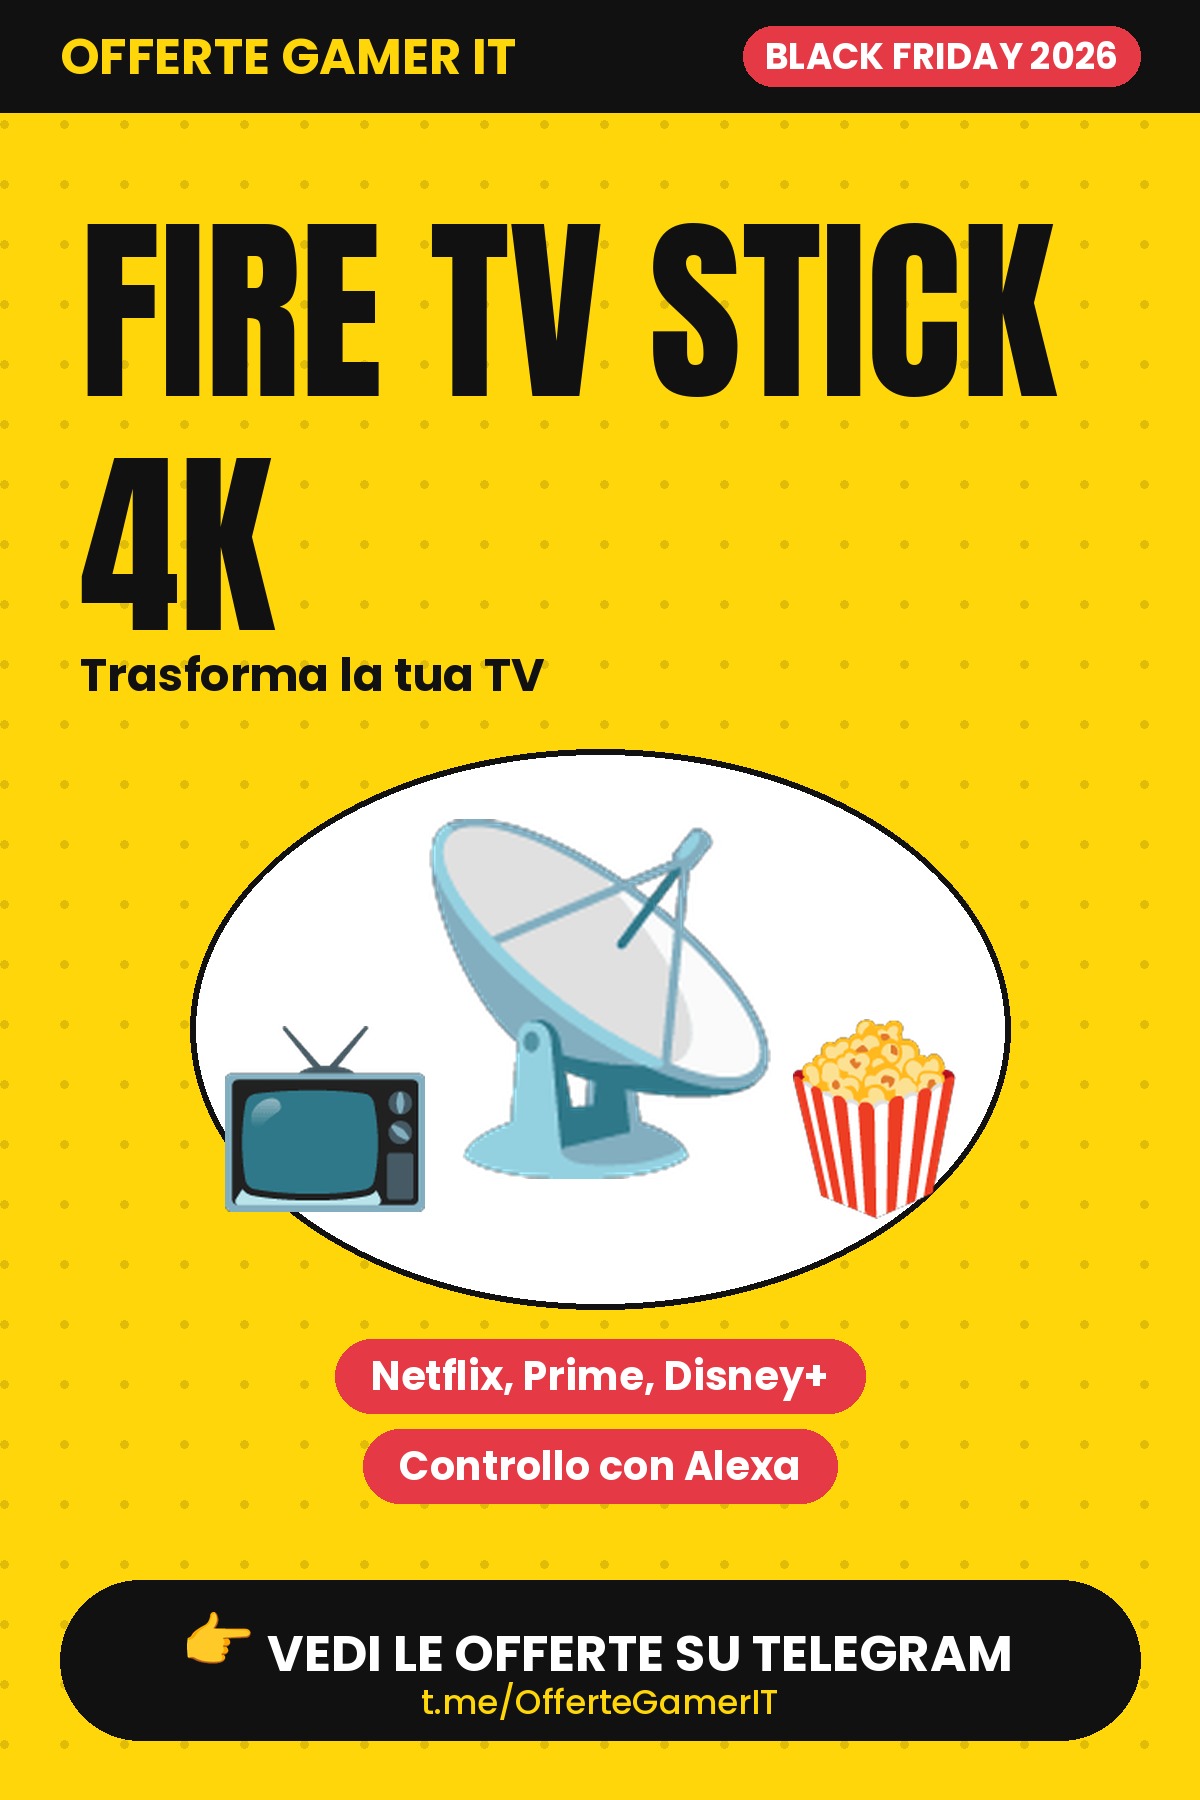 OFFERTE GAMER IT
BLACK FRIDAY 2026
FIRE TV STICK
4K
Trasforma la tua TV
Netflix, Prime, Disney+
Controllo con Alexa
👉 VEDI LE OFFERTE SU TELEGRAM
t.me/OfferteGamerIT